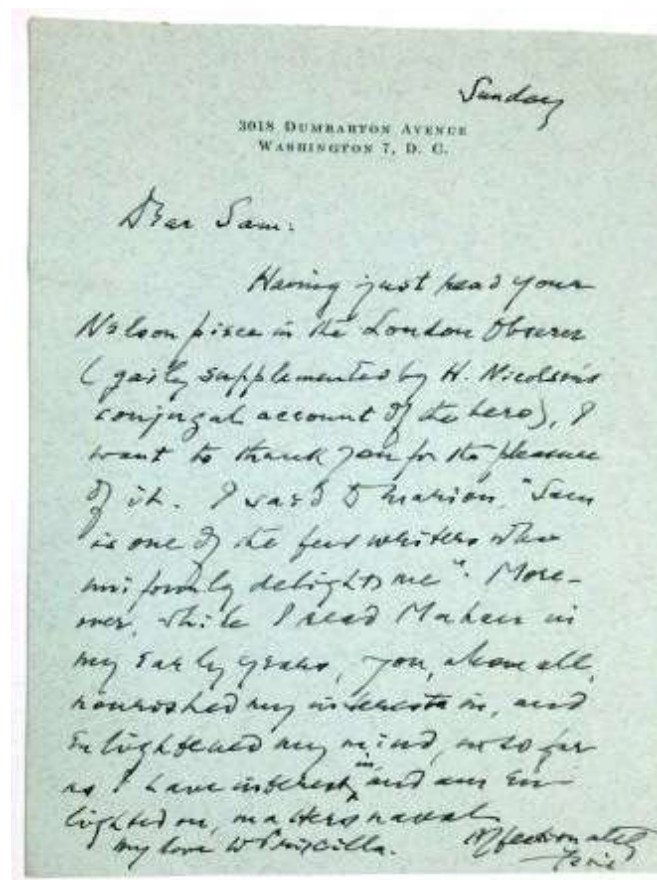 Sunday
3018 DUMBARTON AVENUE
WASHINGTON 7, D. C.
Dear Sam:
Having just read your
Nelson piece in the London Observer
(gaily supplemented by H. Nicolson's
conjugal account of the hero), I
want to thank you for the pleasure
of it. I said to Marion, "Sam
is one of the few writers who
uniformly delights me". More-
over, while I read Mahan in
my early years, you, above all,
nourished my interest in, and
enlightened my mind, in so far
as I have interest in and am en-
lighted on, matters naval
my love to Priscilla.
Affectionately